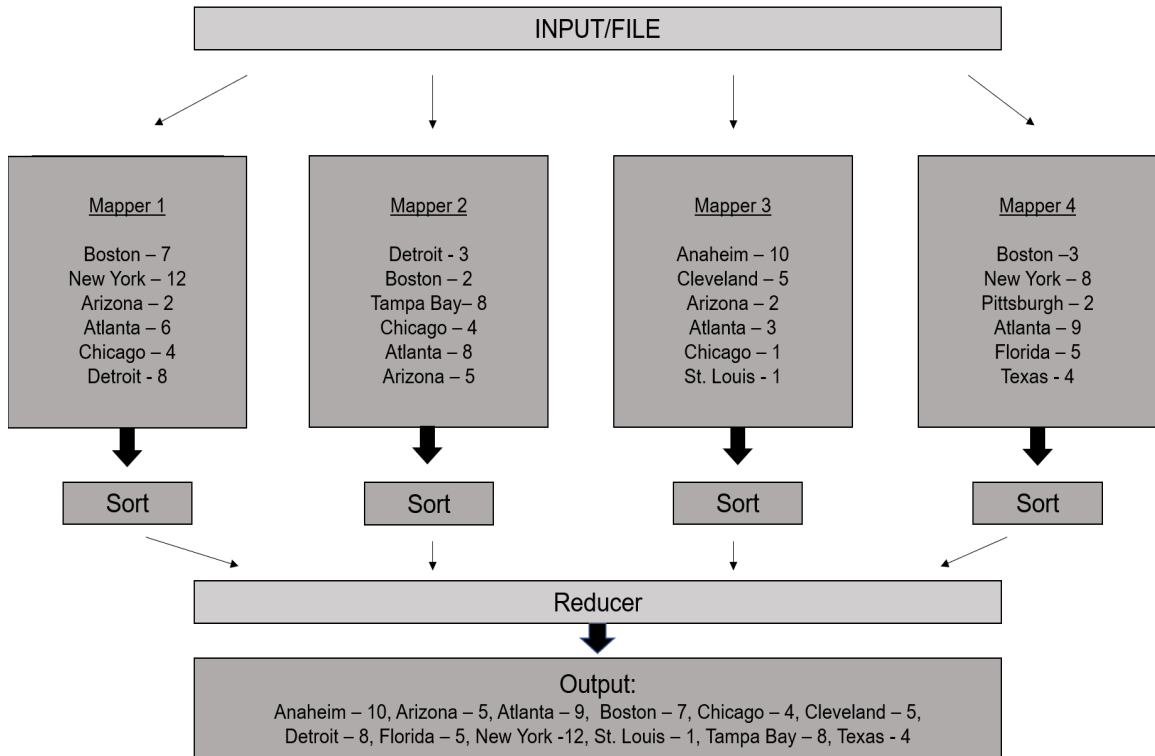 INPUT/FILE
Mapper 1
Boston – 7
New York – 12
Arizona – 2
Atlanta – 6
Chicago – 4
Detroit - 8
Mapper 2
Detroit - 3
Boston – 2
Tampa Bay– 8
Chicago – 4
Atlanta – 8
Arizona – 5
Mapper 3
Anaheim – 10
Cleveland – 5
Arizona – 2
Atlanta – 3
Chicago – 1
St. Louis - 1
Mapper 4
Boston –3
New York – 8
Pittsburgh – 2
Atlanta – 9
Florida – 5
Texas - 4
Sort
Sort
Sort
Sort
Reducer
Output:
Anaheim – 10, Arizona – 5, Atlanta – 9, Boston – 7, Chicago – 4, Cleveland – 5,
Detroit – 8, Florida – 5, New York -12, St. Louis – 1, Tampa Bay – 8, Texas - 4